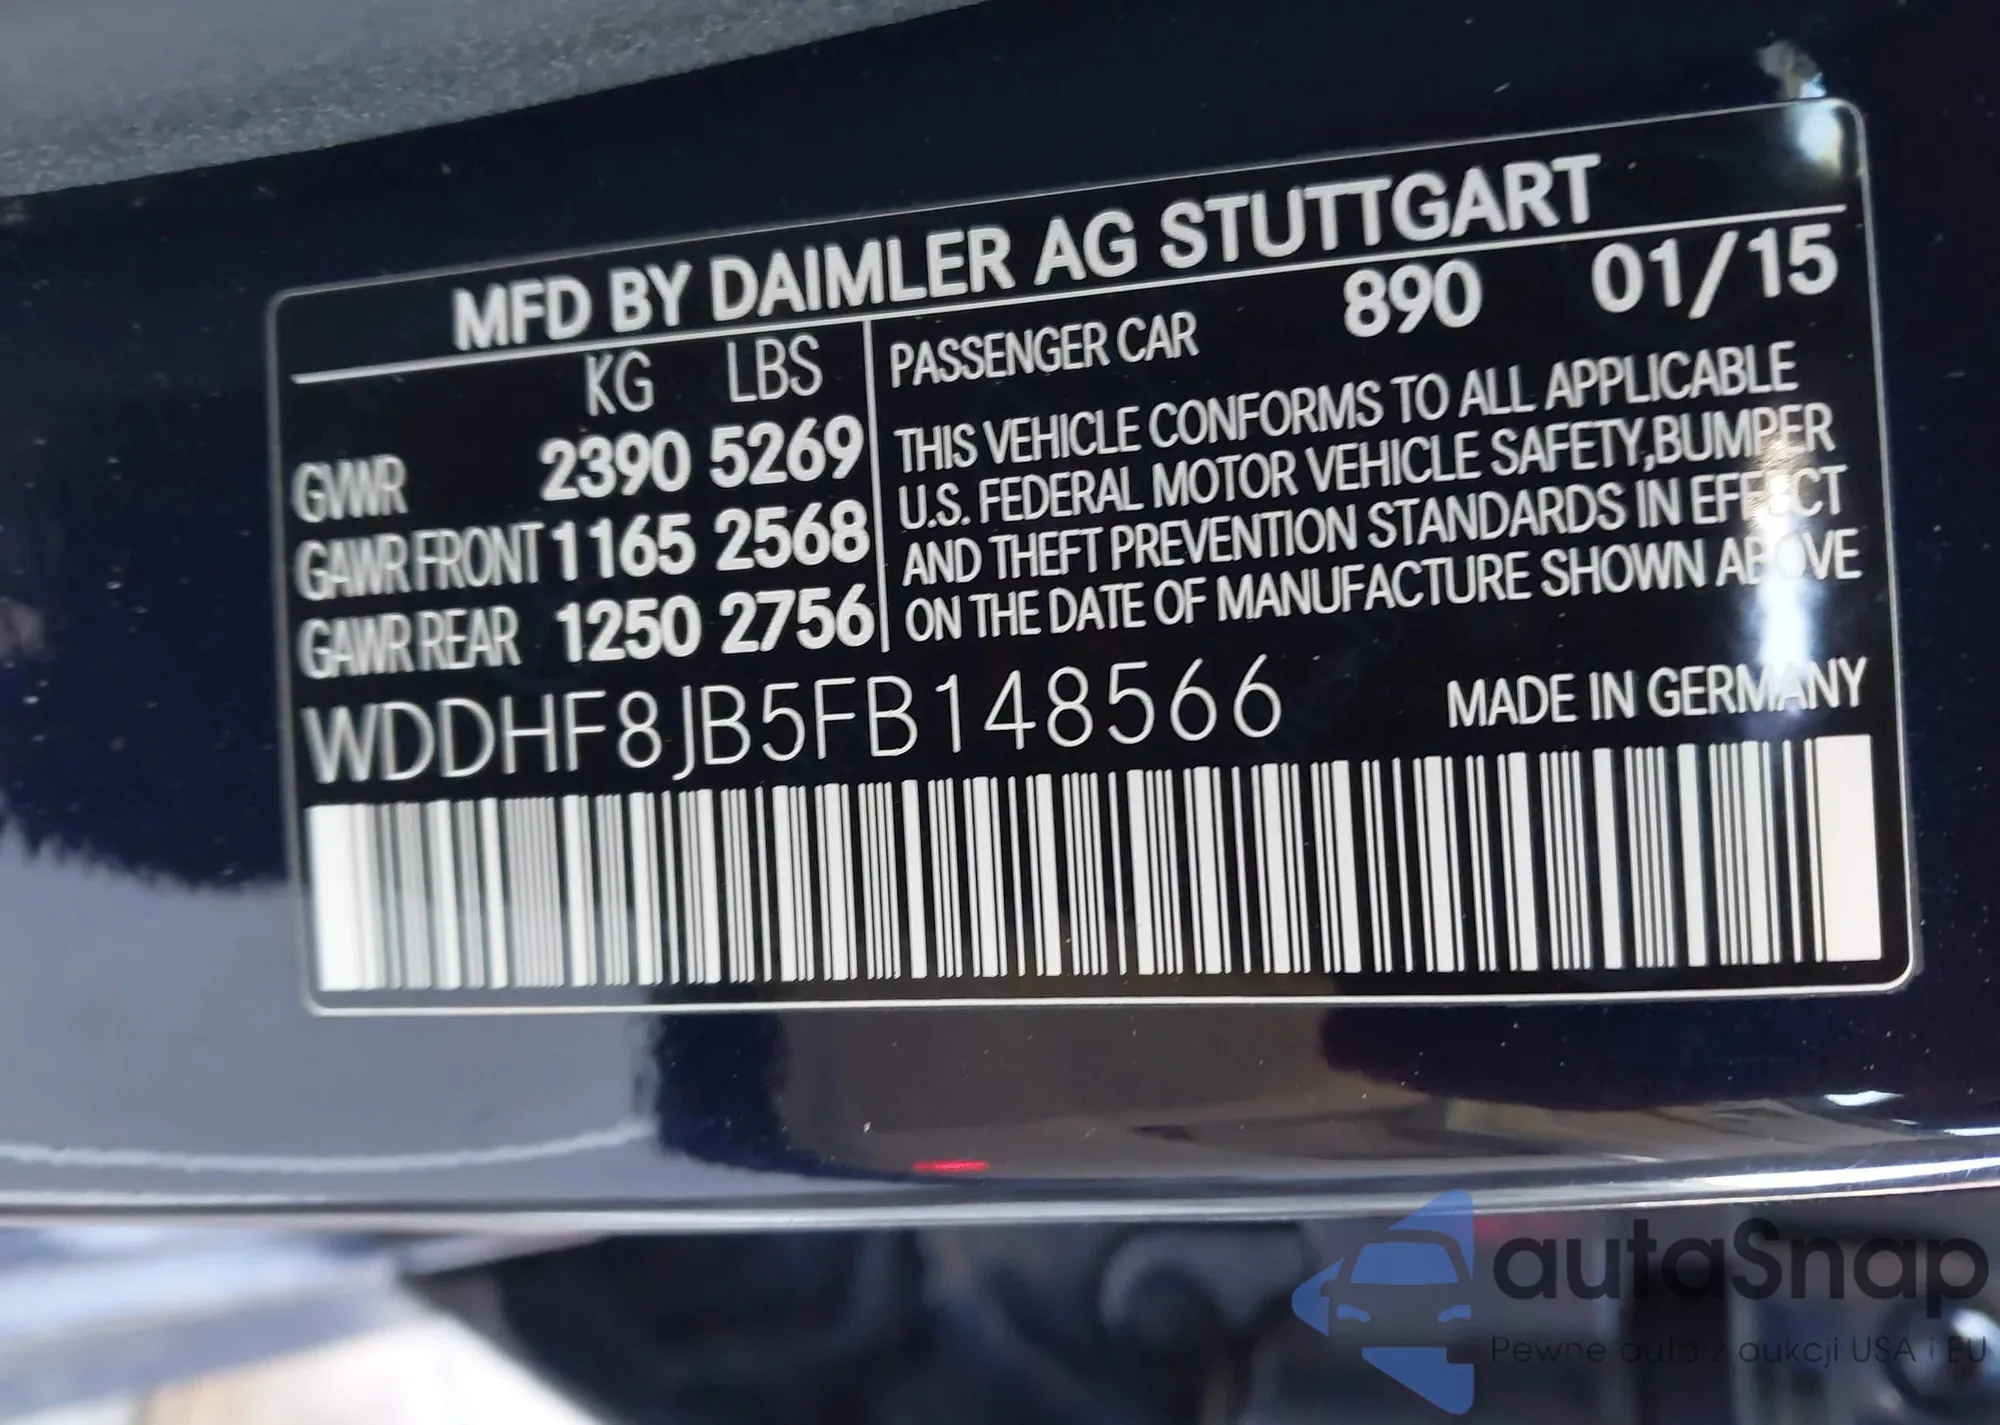 MFD BY DAIMLER AG STUTTGART
KG LBS
GVWR 2390 5269
GAWR FRONT 1165 2568
GAWR REAR 1250 2756
PASSENGER CAR 890 01/15
THIS VEHICLE CONFORMS TO ALL APPLICABLE
U.S. FEDERAL MOTOR VEHICLE SAFETY,BUMPER
AND THEFT PREVENTION STANDARDS IN EFFECT
ON THE DATE OF MANUFACTURE SHOWN ABOVE
WDDHF8JB5FB148566 MADE IN GERMANY
autaSnap
Pewne auto z aukcji USA i EU